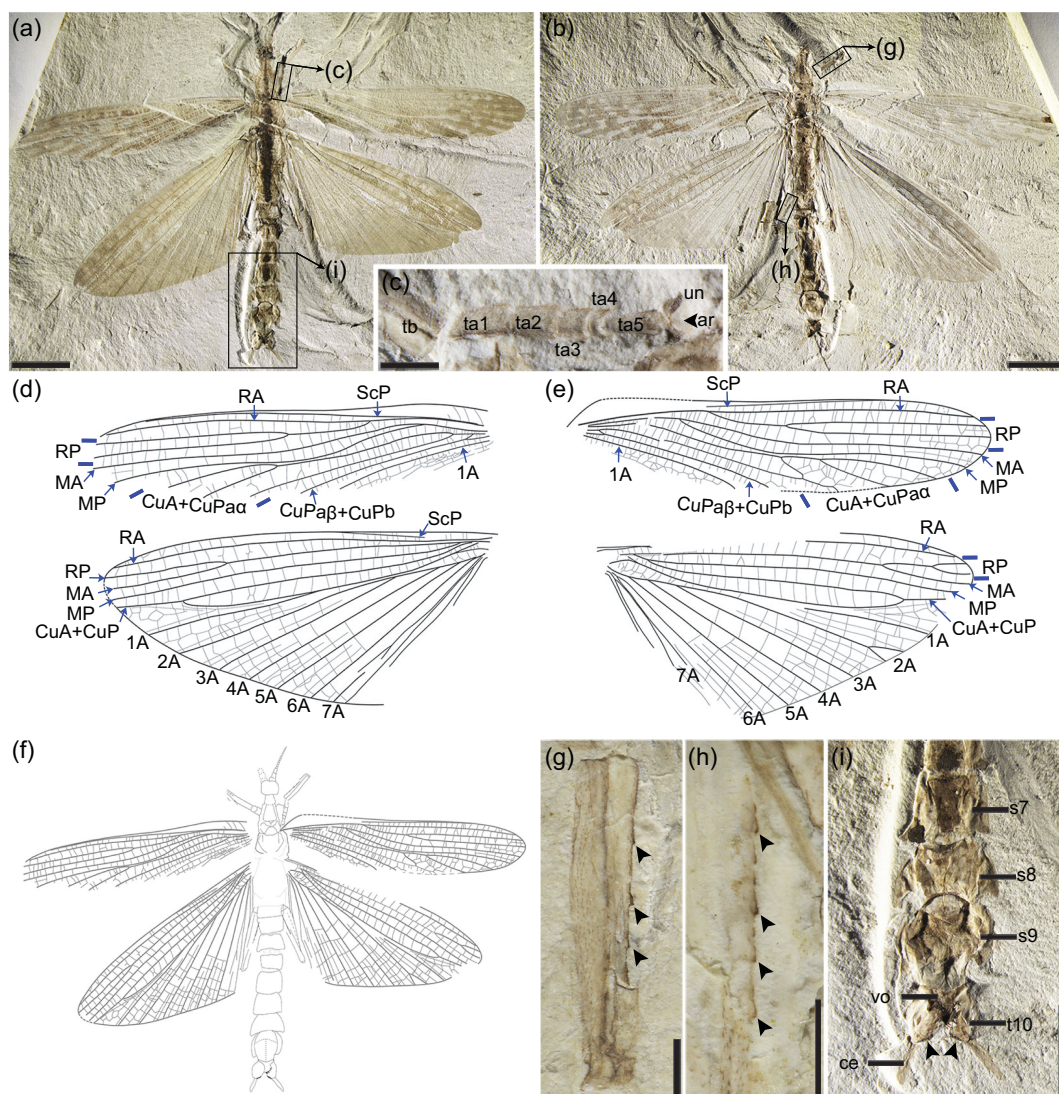 (a)
(c)
(i)
(b)
(g)
(h)
(c)
tb
ta1
ta2
ta3
ta4
ta5
un
ar
(d)
RA
ScP
RP
MA
MP
CuA+CuPaα
CuPaβ+CuPb
1A
RA
ScP
RP
MA
MP
CuA+CuP
1A
2A
3A
4A
5A
6A
7A
(e)
ScP
RA
RP
MA
MP
1A
CuPaβ+CuPb
CuA+CuPaα
RA
RP
MA
MP
CuA+CuP
1A
2A
3A
4A
5A
6A
7A
(f)
(g)
(h)
(i)
s7
s8
s9
vo
t10
ce